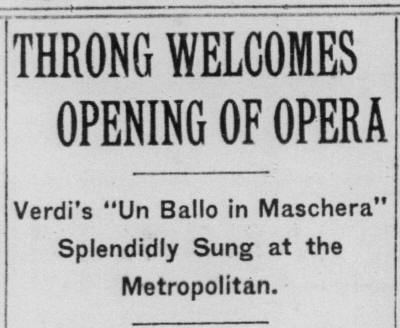 THRONG WELCOMES
OPENING OF OPERA
Verdi's "Un Ballo in Maschera"
Splendidly Sung at the
Metropolitan.